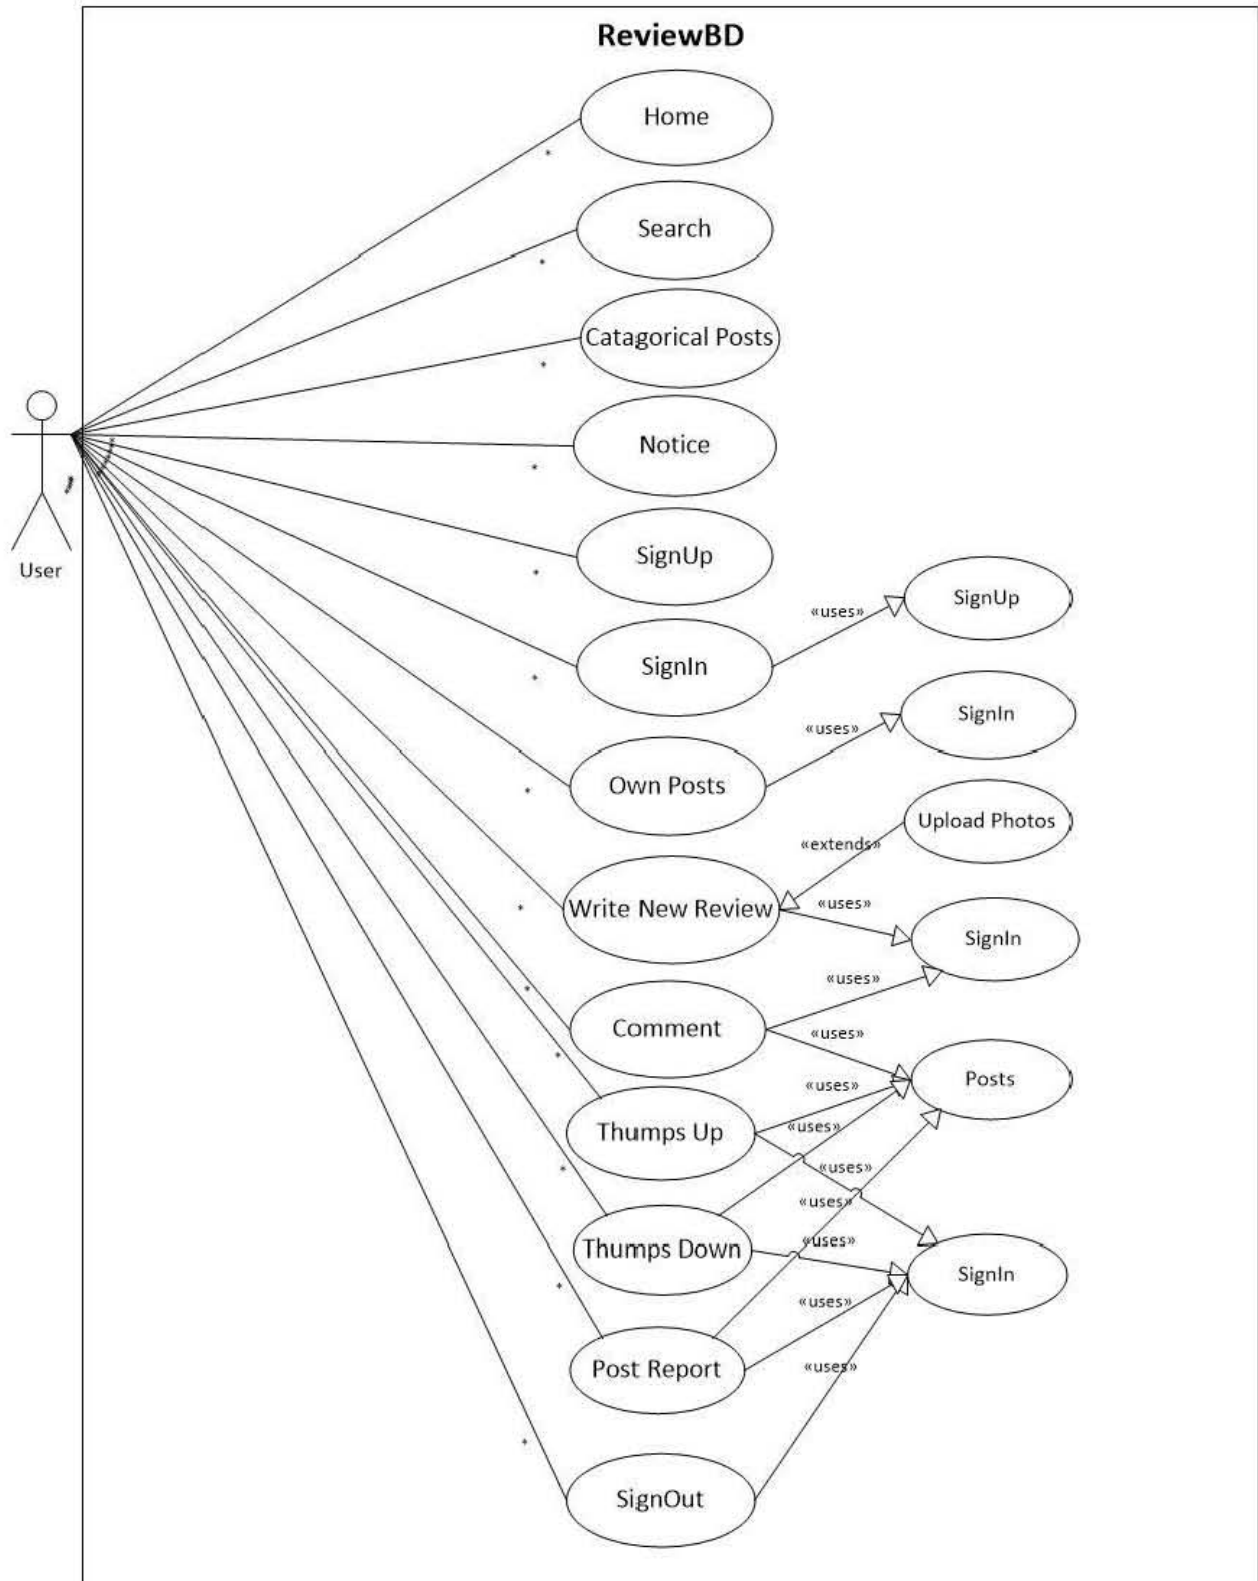 ReviewBD
Home
*
Search
*
Catagorical Posts
*
Notice
*
User
SignUp
*
SignUp
«uses»
SignIn
*
SignIn
«uses»
Own Posts
*
Upload Photos
«extends»
Write New Review
*
«uses»
SignIn
«uses»
*
Comment
«uses»
*
Posts
«uses»
Thumps Up
«uses»
*
«uses»
«uses»
Thumps Down
«uses»
SignIn
*
«uses»
Post Report
«uses»
*
SignOut